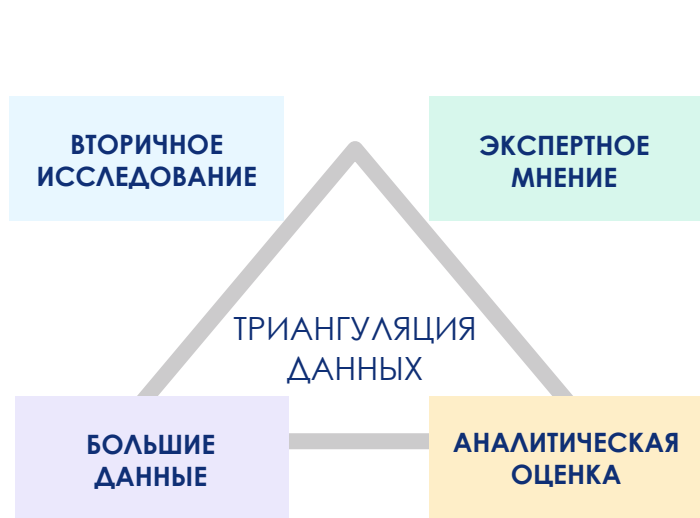 ВТОРИЧНОЕ
ИССЛЕДОВАНИЕ
ЭКСПЕРТНОЕ
МНЕНИЕ
ТРИАНГУЛЯЦИЯ
ДАННЫХ
БОЛЬШИЕ
ДАННЫЕ
АНАЛИТИЧЕСКАЯ
ОЦЕНКА